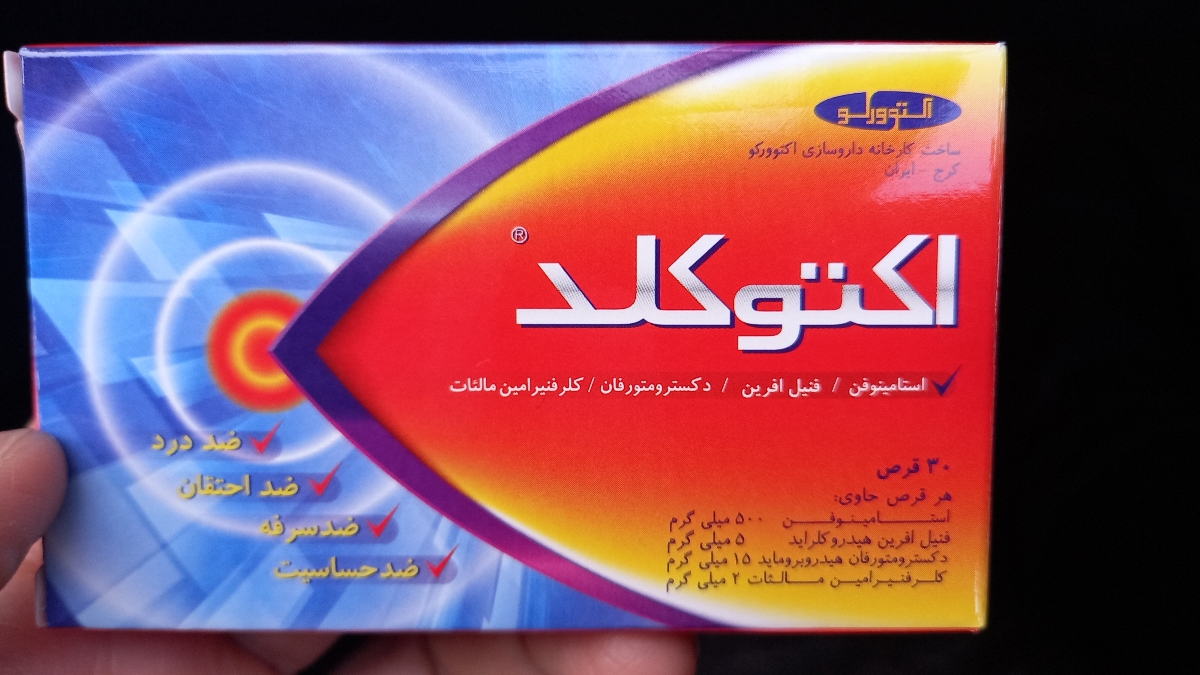 اکتوورکو
ساخت کارخانه داروسازی اکتوورکو
کرج - ایران
اکتوکلد®
استامینوفن / فنیل افرین / دکسترومتورفان / کلرفنیرامین مالئات
ضد درد
ضد احتقان
ضدسرفه
ضدحساسیت
۳۰ قرص
هر قرص حاوی:
استامینوفن ۵۰۰ میلی گرم
فنیل افرین هیدروکلراید ۵ میلی گرم
دکسترومتورفان هیدروبروماید ۱۵ میلی گرم
کلرفنیرامین مالئات ۲ میلی گرم